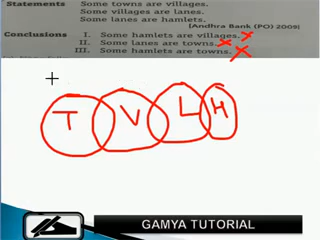 Statements Some towns are villages.
Some villages are lanes.
Some lanes are hamlets.
[Andhra Bank (PO) 2009]
Conclusions I. Some hamlets are villages.
II. Some lanes are towns.
III. Some hamlets are towns.
T V L H
GAMYA TUTORIAL